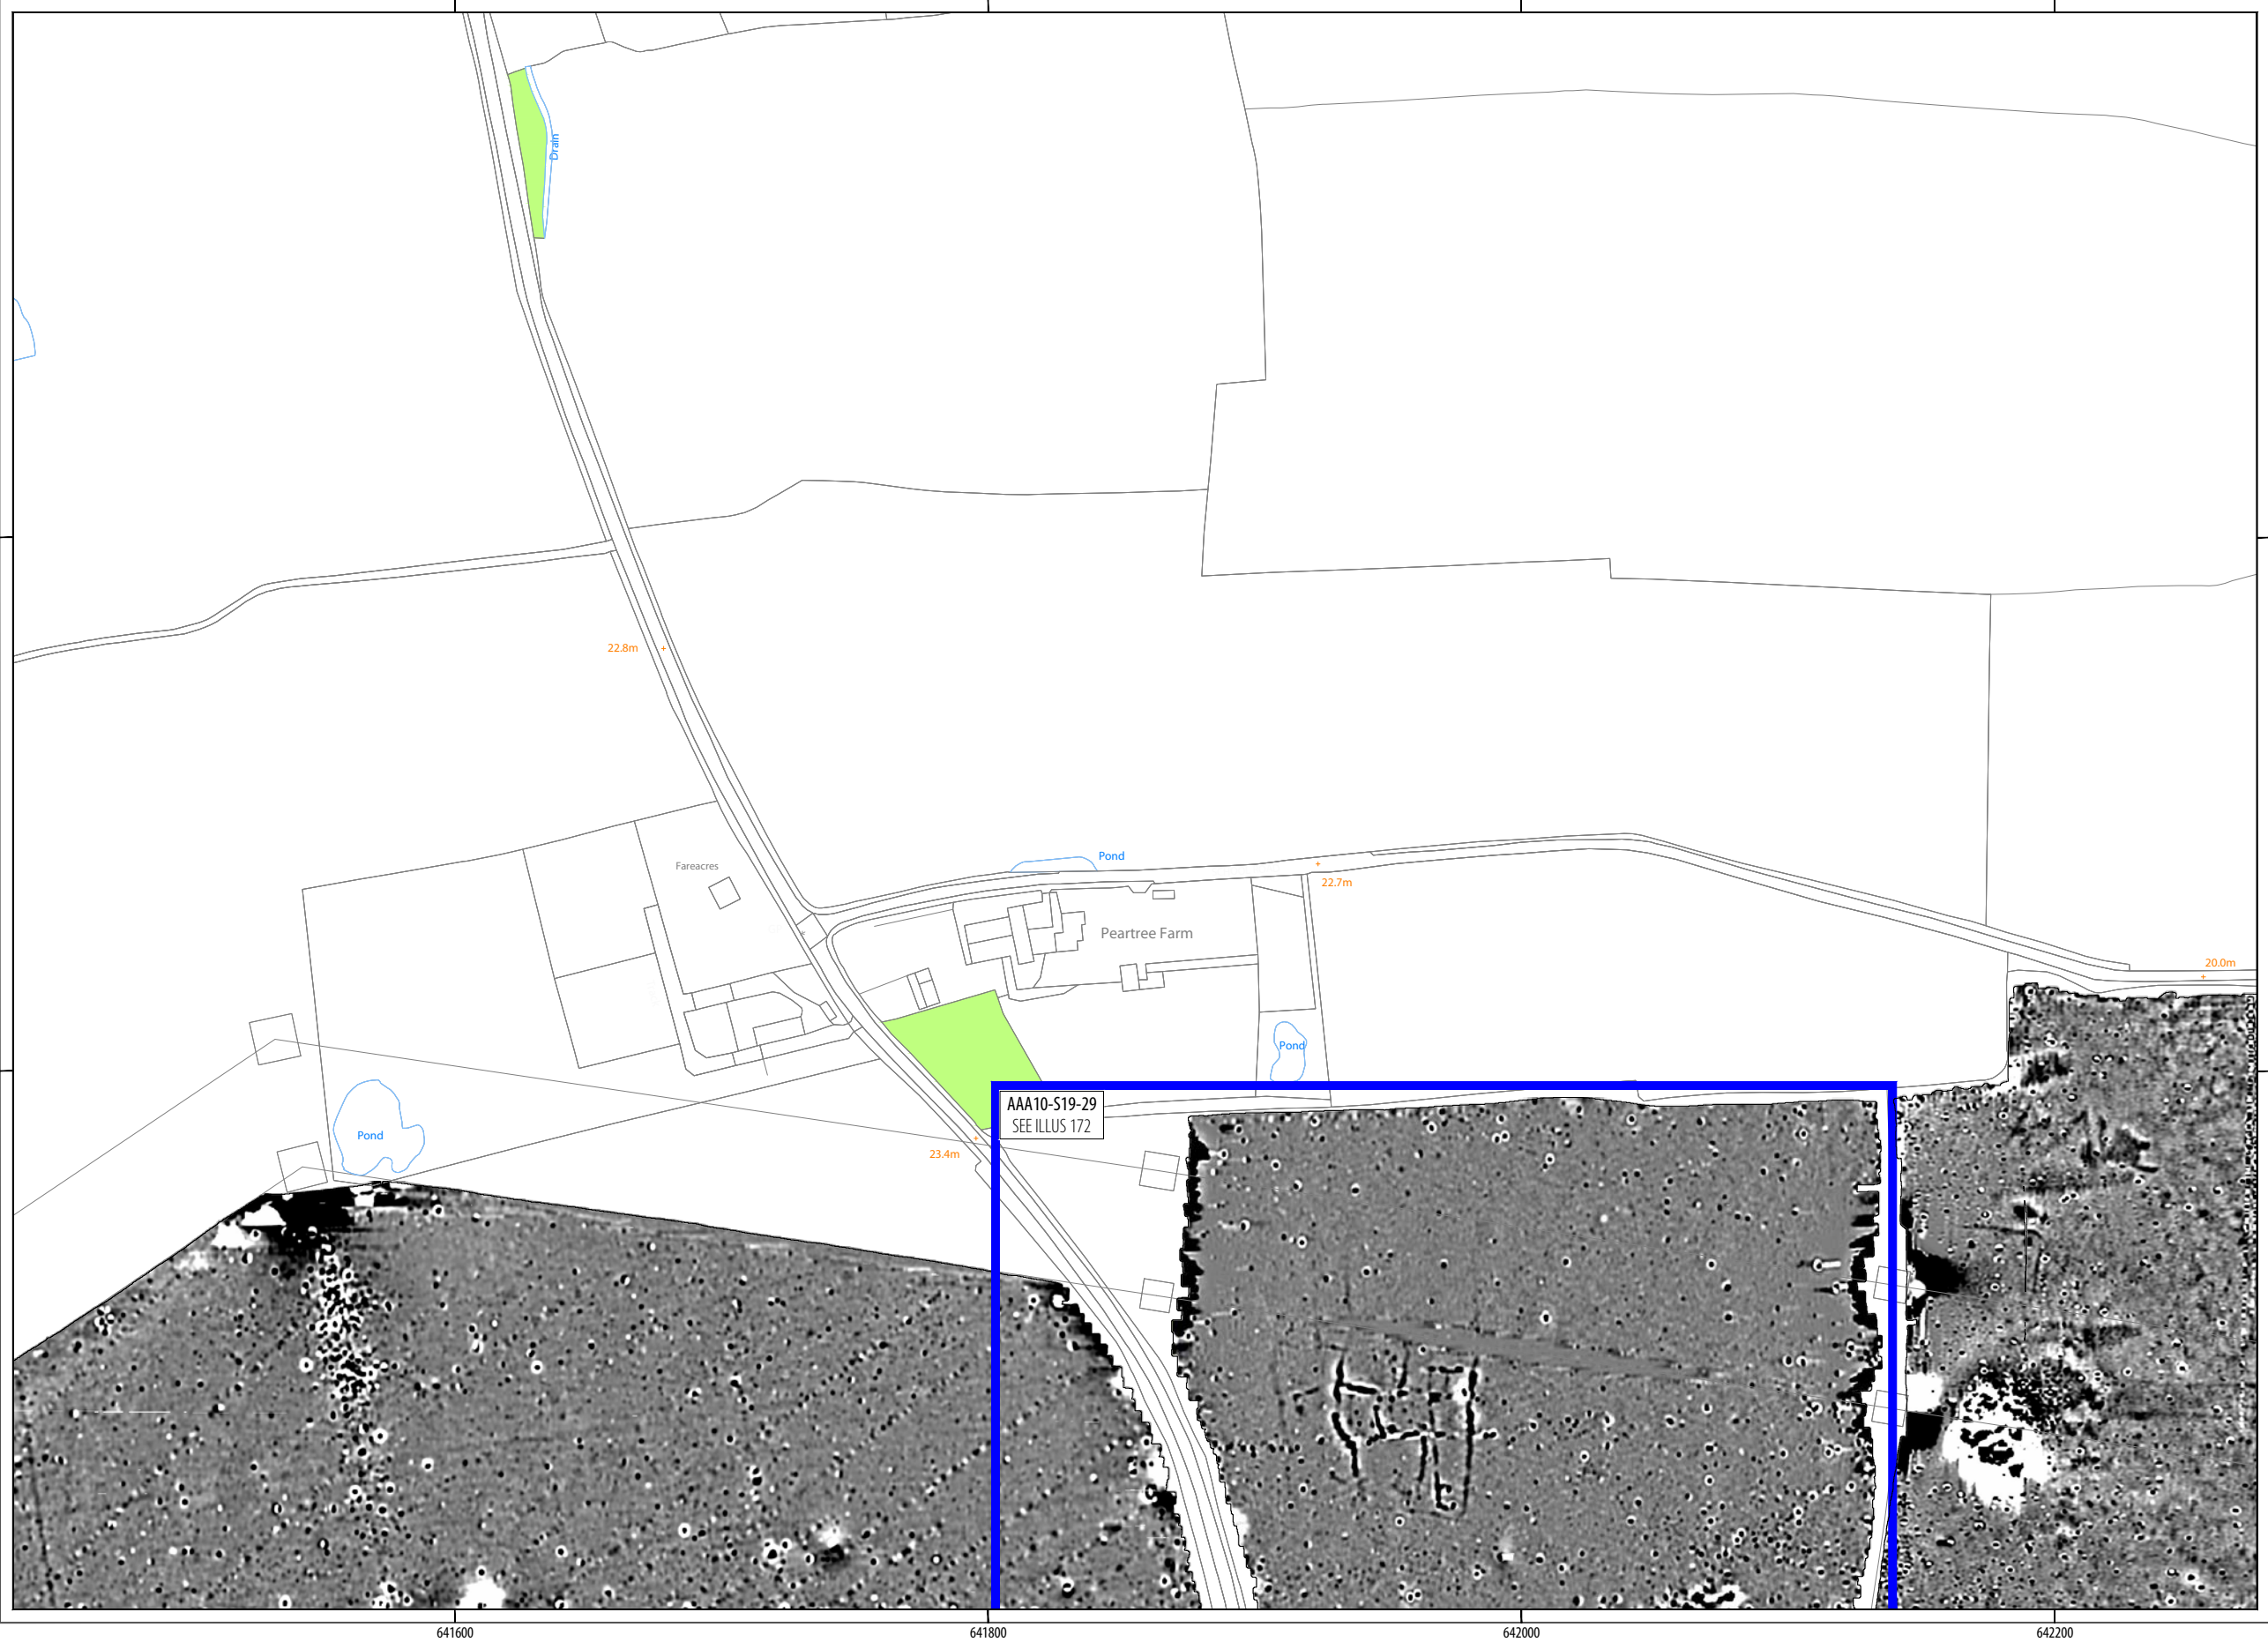 Drain
22.8m
Pond
Fareacres
22.7m
Peartree Farm
20.0m
Pond
AAA10-S19-29
SEE ILLUS 172
Pond
23.4m
641600
641800
642000
642200